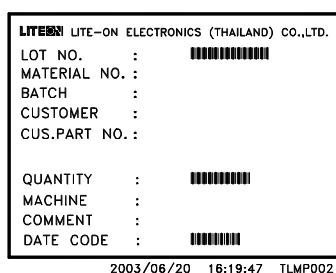 LITEON LITE-ON ELECTRONICS (THAILAND) CO.,LTD.
LOT NO. :
MATERIAL NO. :
BATCH :
CUSTOMER :
CUS.PART NO. :
QUANTITY :
MACHINE :
COMMENT :
DATE CODE :
2003/06/20 16:19:47 TLMP002